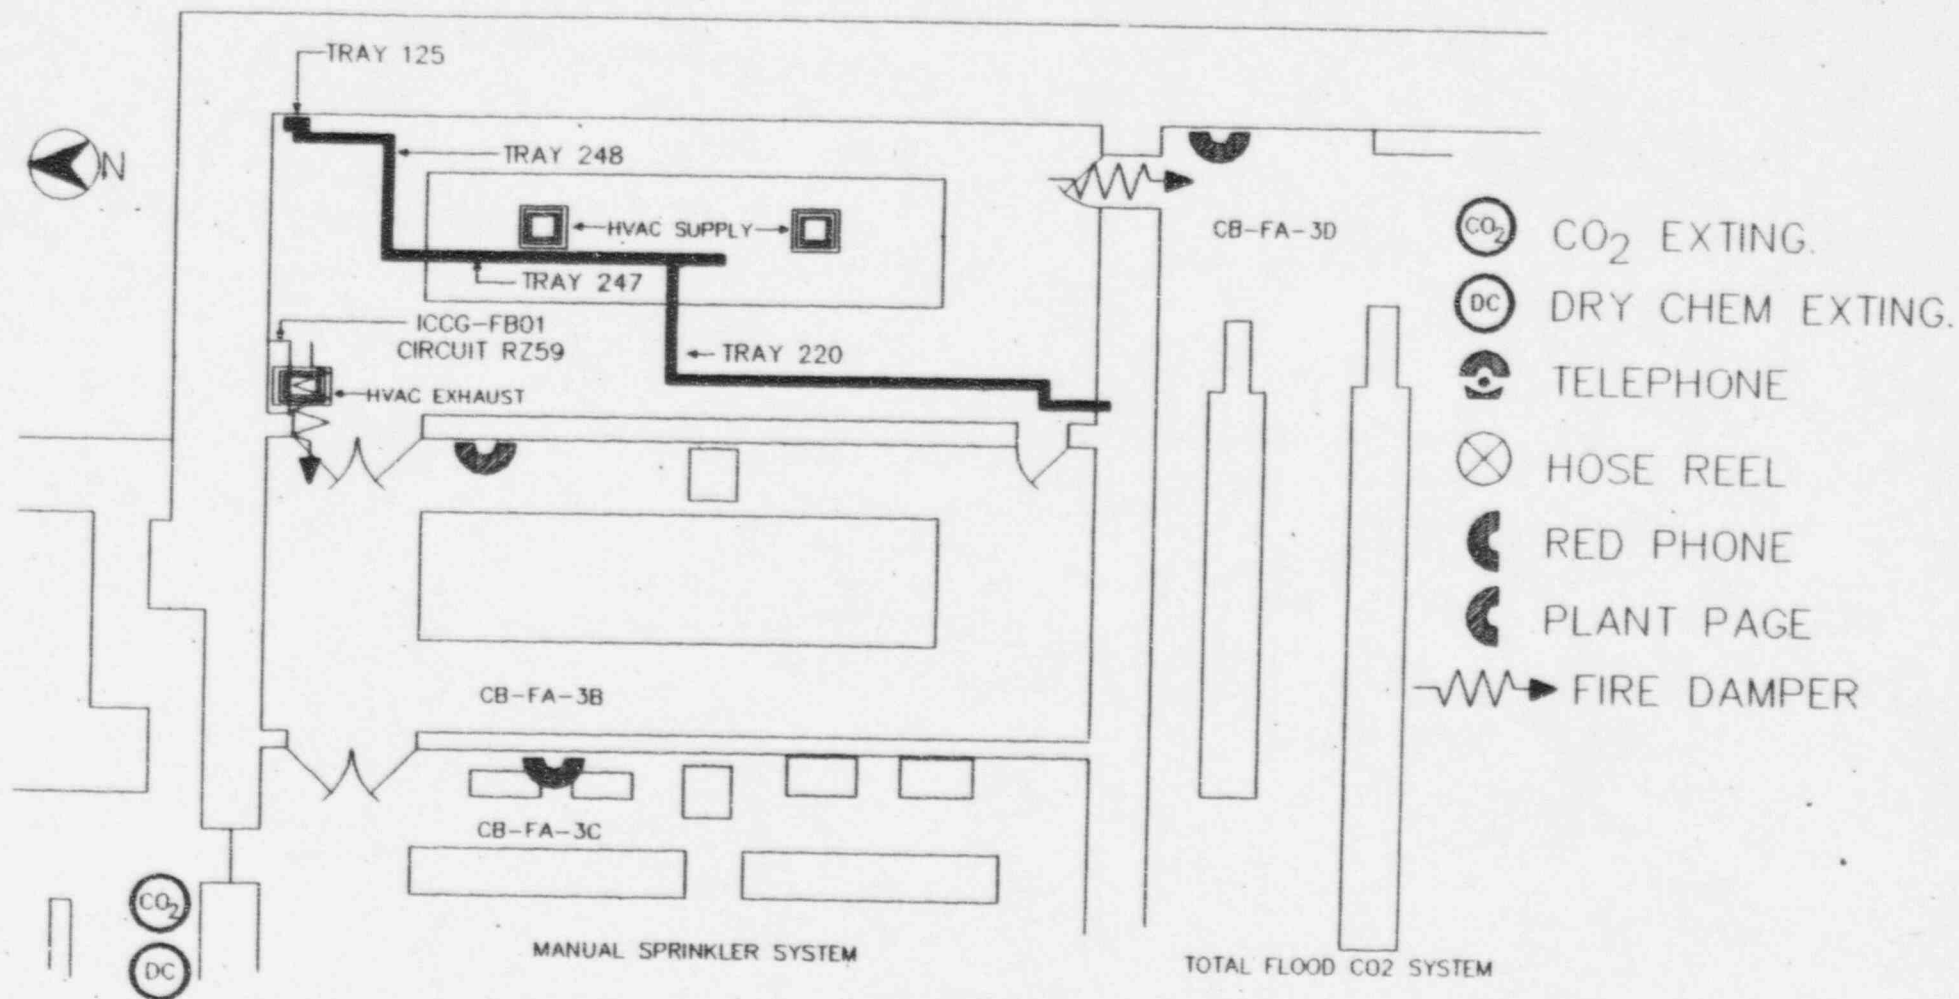 TRAY 125
N
TRAY 248
HVAC SUPPLY
TRAY 247
ICCG-FB01
CIRCUIT RZ59
TRAY 220
HVAC EXHAUST
CB-FA-3D
CB-FA-3B
CB-FA-3C
CO2
DC
MANUAL SPRINKLER SYSTEM
TOTAL FLOOD CO2 SYSTEM
CO2 CO2 EXTING.
DC DRY CHEM EXTING.
TELEPHONE
HOSE REEL
RED PHONE
PLANT PAGE
FIRE DAMPER